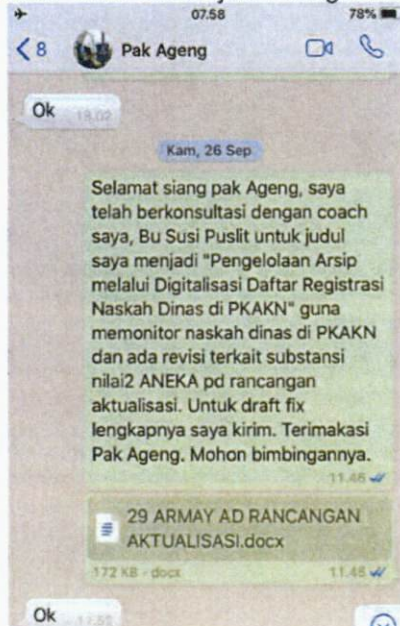 07.58
78%
8
Pak Ageng
Ok 13.02
Kam, 26 Sep
Selamat siang pak Ageng, saya
telah berkonsultasi dengan coach
saya, Bu Susi Puslit untuk judul
saya menjadi "Pengelolaan Arsip
melalui Digitalisasi Daftar Registrasi
Naskah Dinas di PKAKN" guna
memonitor naskah dinas di PKAKN
dan ada revisi terkait substansi
nilai2 ANEKA pd rancangan
aktualisasi. Untuk draft fix
lengkapnya saya kirim. Terimakasi
Pak Ageng. Mohon bimbingannya.
11.46
29 ARMAY AD RANCANGAN
AKTUALISASI.docx
172 KB - docx
11.45
Ok